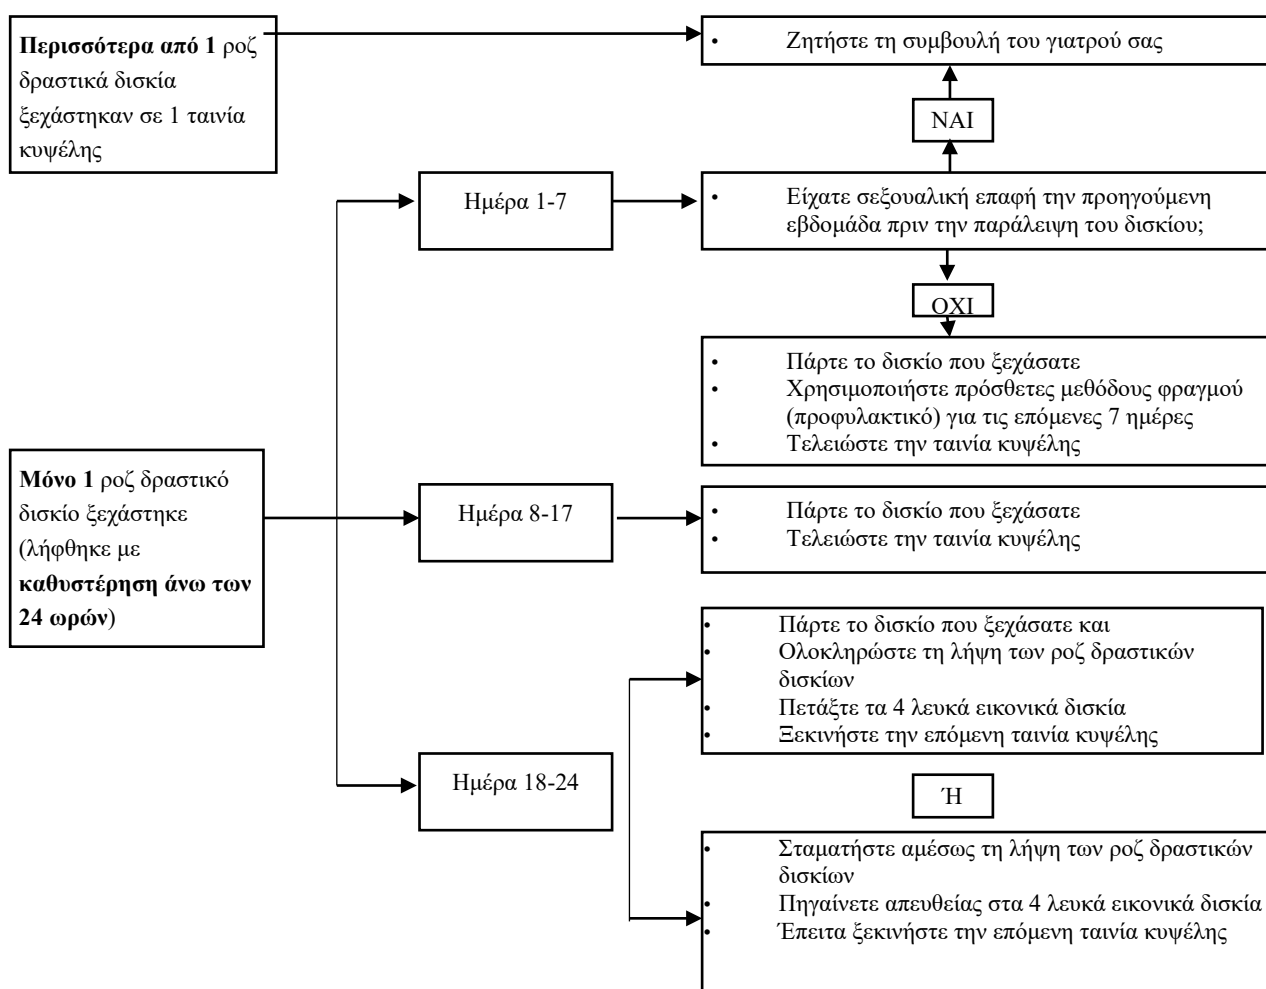 Περισσότερα από 1 ροζ
δραστικά δισκία
ξεχάστηκαν σε 1 ταινία
κυψέλης
• Ζητήστε τη συμβουλή του γιατρού σας
ΝΑΙ
Ημέρα 1-7
• Είχατε σεξουαλική επαφή την προηγούμενη
εβδομάδα πριν την παράλειψη του δισκίου;
ΟΧΙ
• Πάρτε το δισκίο που ξεχάσατε
• Χρησιμοποιήστε πρόσθετες μεθόδους φραγμού
(προφυλακτικό) για τις επόμενες 7 ημέρες
• Τελειώστε την ταινία κυψέλης
Μόνο 1 ροζ δραστικό
δισκίο ξεχάστηκε
(λήφθηκε με
καθυστέρηση άνω των
24 ωρών)
Ημέρα 8-17
• Πάρτε το δισκίο που ξεχάσατε
• Τελειώστε την ταινία κυψέλης
Ημέρα 18-24
• Πάρτε το δισκίο που ξεχάσατε και
• Ολοκληρώστε τη λήψη των ροζ δραστικών
δισκίων
• Πετάξτε τα 4 λευκά εικονικά δισκία
• Ξεκινήστε την επόμενη ταινία κυψέλης
Ή
• Σταματήστε αμέσως τη λήψη των ροζ δραστικών
δισκίων
• Πηγαίνετε απευθείας στα 4 λευκά εικονικά δισκία
• Έπειτα ξεκινήστε την επόμενη ταινία κυψέλης